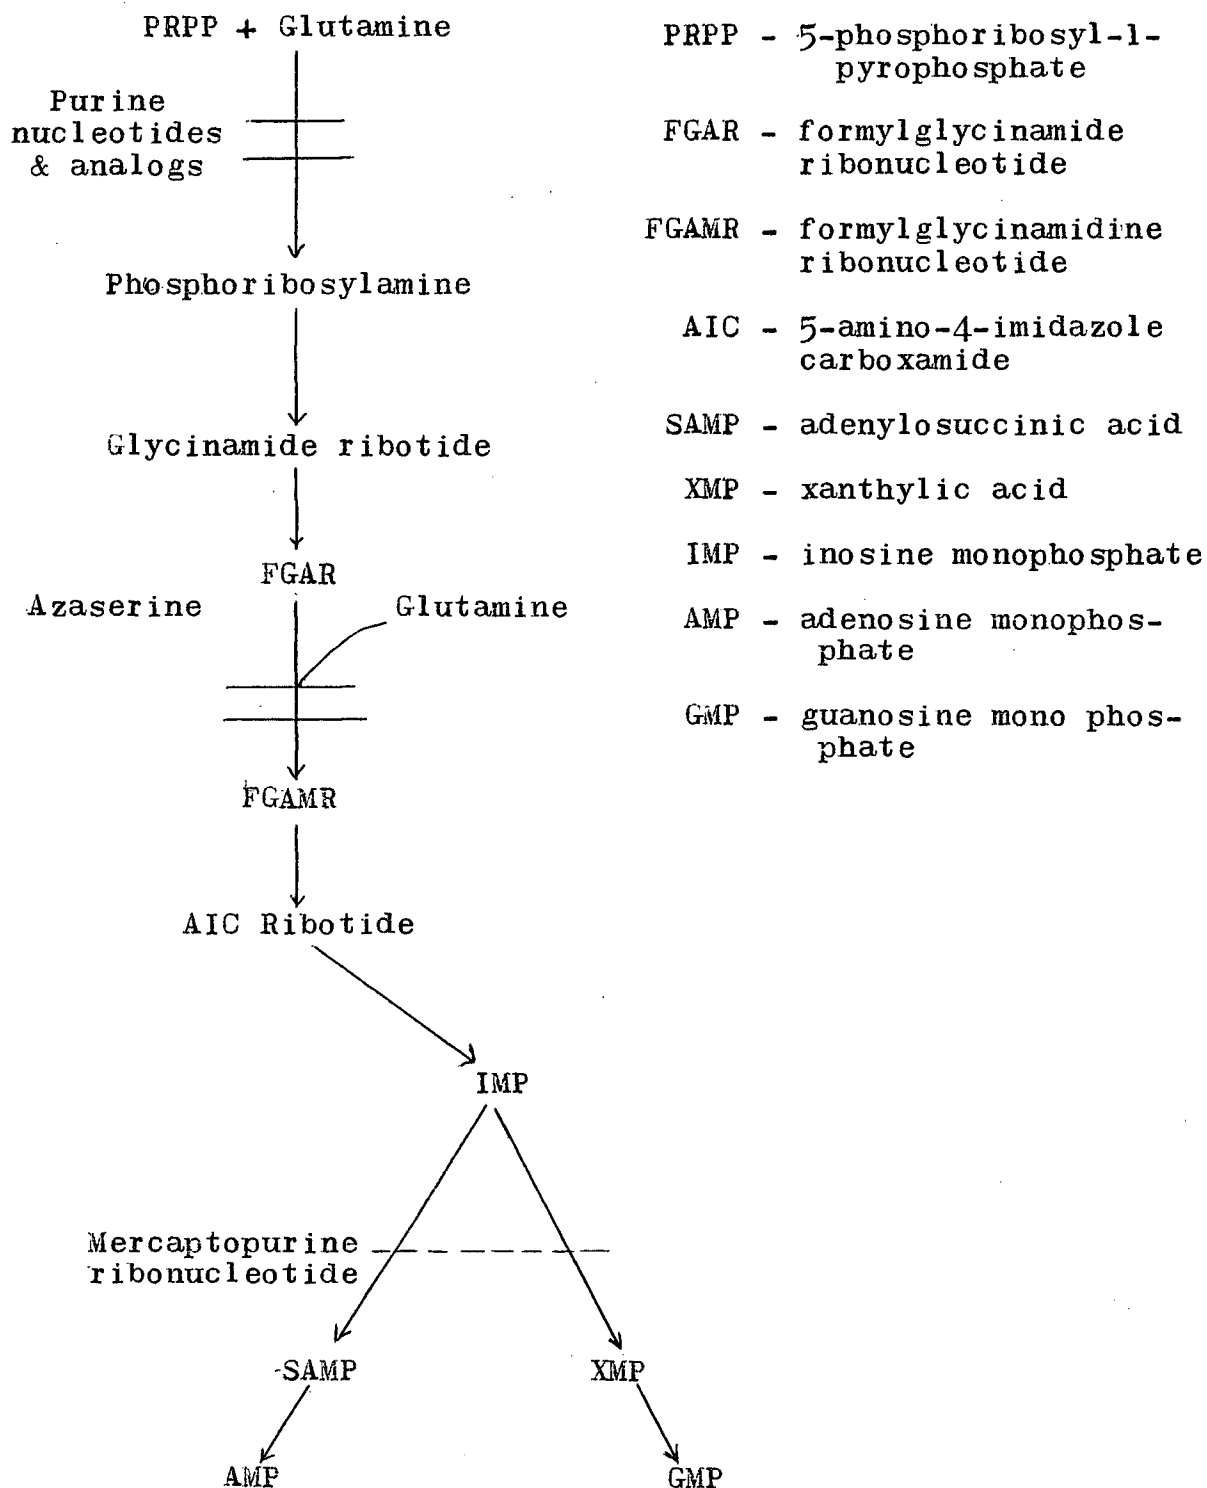 PRPP + Glutamine
Purine
nucleotides
& analogs
Phosphoribosylamine
Glycinamide ribotide
FGAR
Azaserine
Glutamine
FGAMR
AIC Ribotide
IMP
Mercaptopurine
ribonucleotide
SAMP
XMP
AMP
GMP
PRPP - 5-phosphoribosyl-1-
pyrophosphate
FGAR - formylglycinamide
ribonucleotide
FGAMR - formylglycinamidine
ribonucleotide
AIC - 5-amino-4-imidazole
carboxamide
SAMP - adenylosuccinic acid
XMP - xanthylic acid
IMP - inosine monophosphate
AMP - adenosine monophos-
phate
GMP - guanosine mono phos-
phate